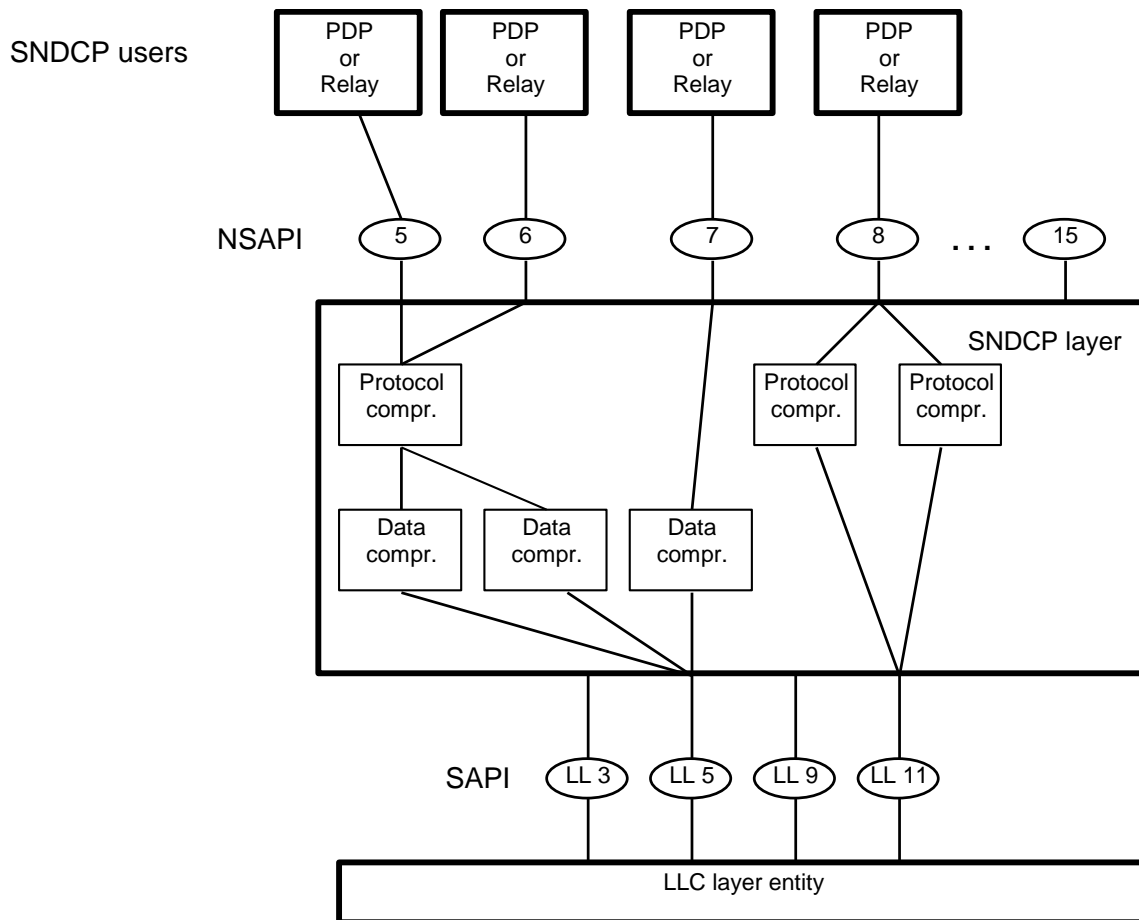 PDP
or
Relay
PDP
or
Relay
PDP
or
Relay
PDP
or
Relay
SNDCP users
NSAPI
5
6
7
8
. . .
15
SNDCP layer
Protocol
compr.
Protocol
compr.
Protocol
compr.
Data
compr.
Data
compr.
Data
compr.
SAPI
LL 3
LL 5
LL 9
LL 11
LLC layer entity